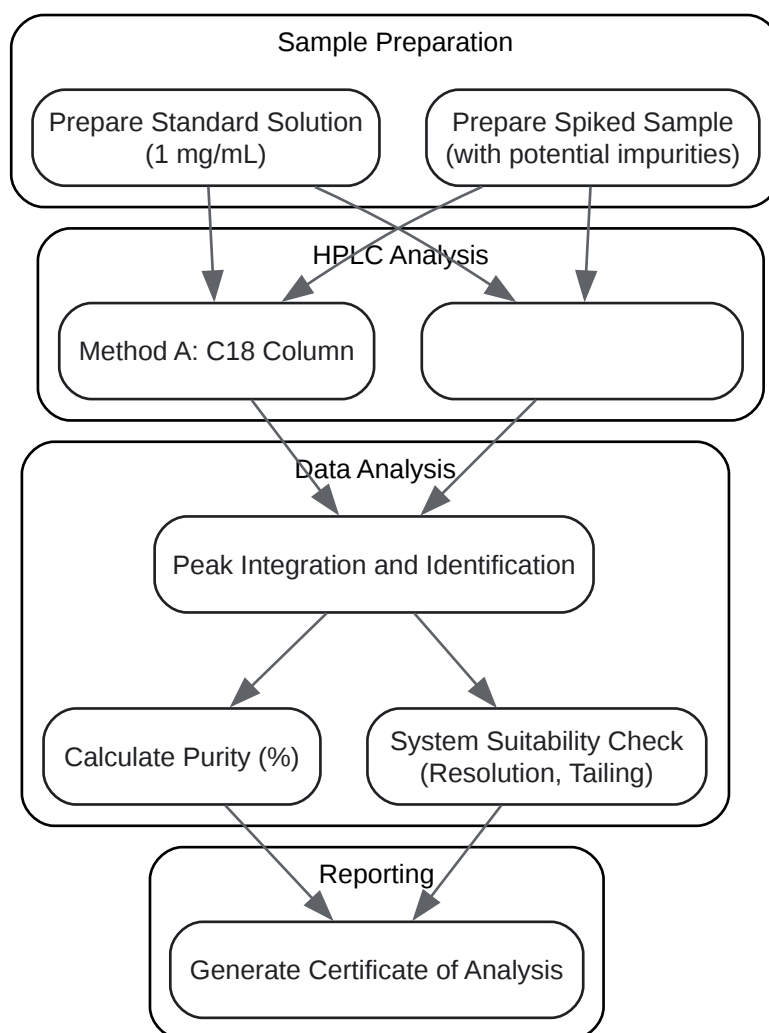 Sample Preparation
Prepare Standard Solution
(1 mg/mL)
Prepare Spiked Sample
(with potential impurities)
HPLC Analysis
Method A: C18 Column
Data Analysis
Peak Integration and Identification
Calculate Purity (%)
System Suitability Check
(Resolution, Tailing)
Reporting
Generate Certificate of Analysis